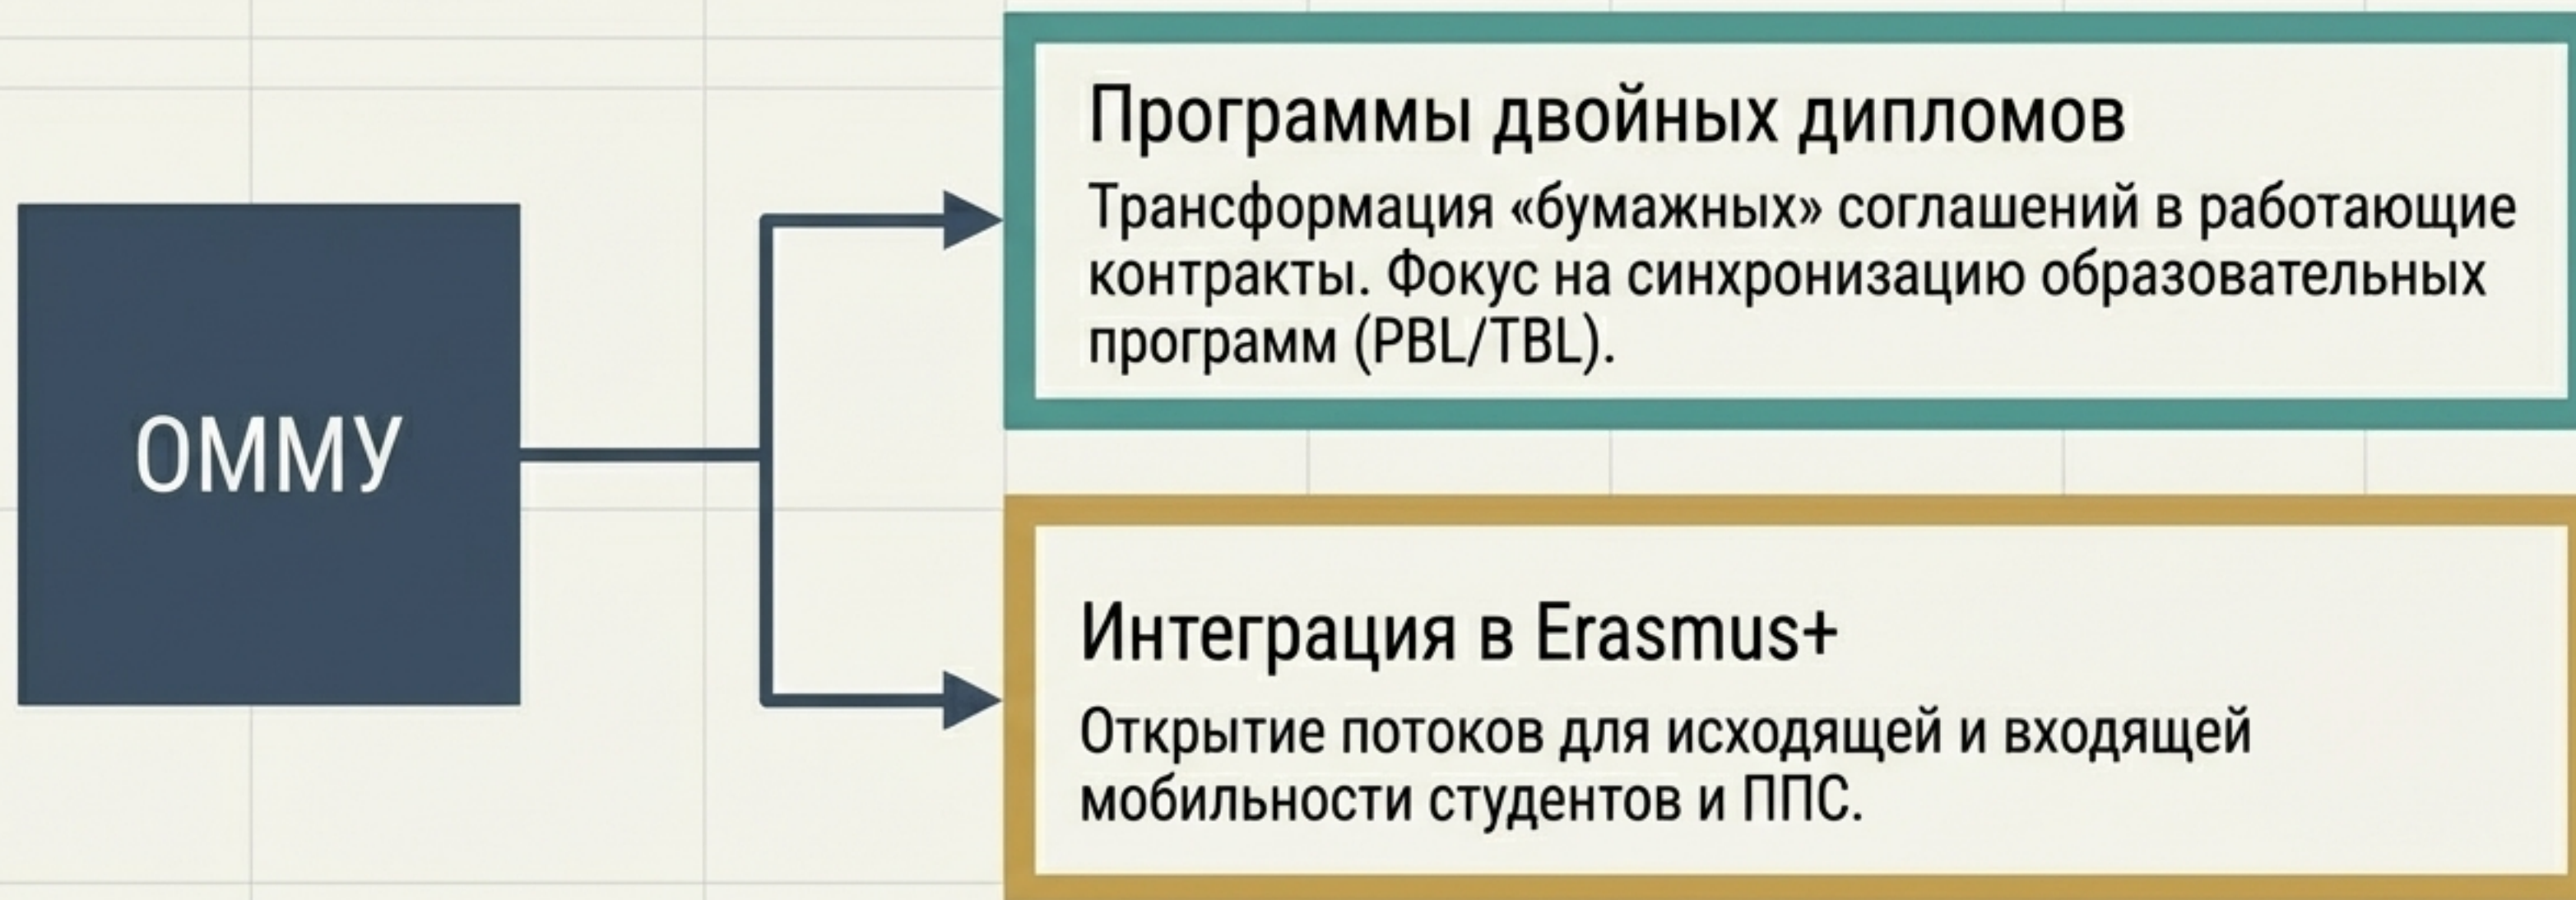 ОММУ
Программы двойных дипломов
Трансформация «бумажных» соглашений в работающие
контракты. Фокус на синхронизацию образовательных
программ (PBL/TBL).
Интеграция в Erasmus+
Открытие потоков для исходящей и входящей
мобильности студентов и ППС.